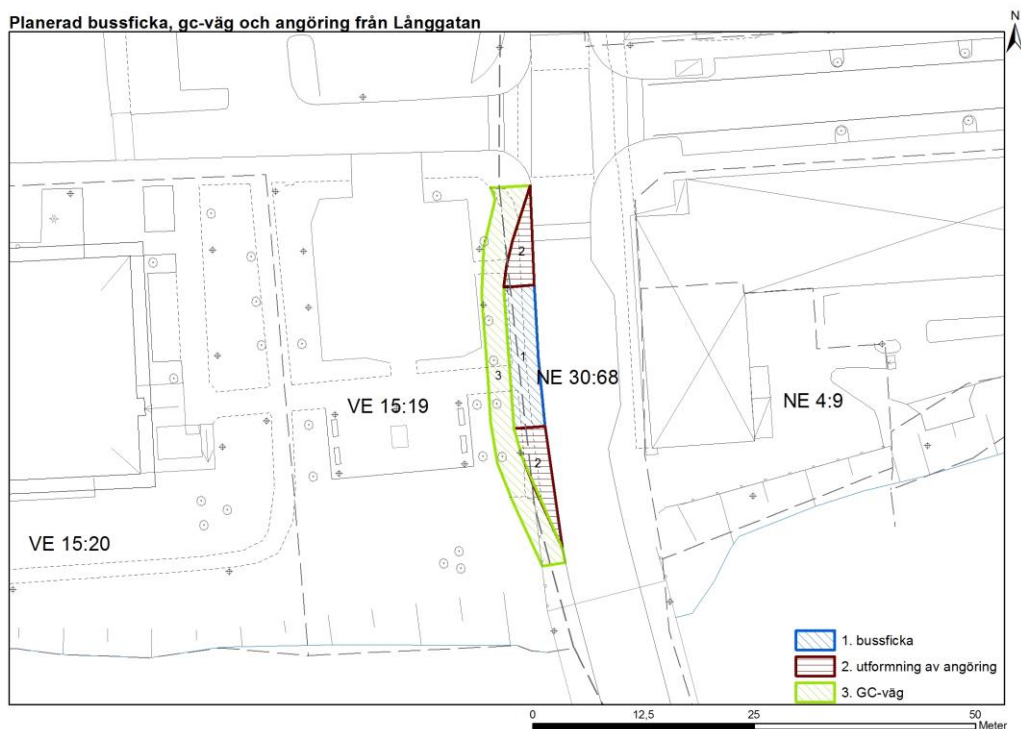 Planerad bussficka, gc-väg och angöring från Långgatan
N
2
1
3
NE 30:68
VE 15:19
NE 4:9
2
VE 15:20
1. bussficka
2. utformning av angöring
3. GC-väg
0 12,5 25 50
Meter